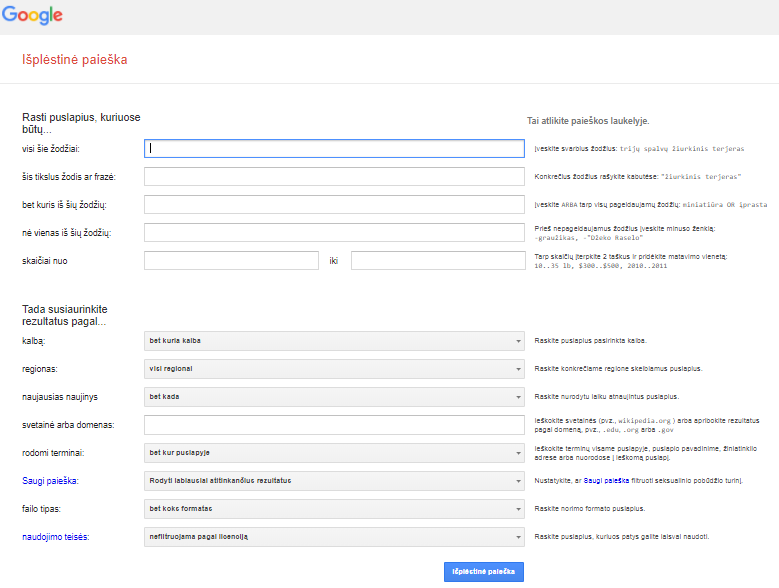 Google
Išplėstinė paieška
Rasti puslapius, kuriuose
būtų...
Tai atlikite paieškos laukelyje.
visi šie žodžiai:
Įveskite svarbius žodžius: trijų spalvų žiurkinis terjeras
šis tikslus žodis ar frazė:
Konkrečius žodžius rašykite kabutėse: "žiurkinis terjeras"
bet kuris iš šių žodžių:
Įveskite ARBA tarp visų pageidaujamų žodžių: miniatiūra OR įprasta
nė vienas iš šių žodžių:
Prieš nepageidaujamus žodžius įveskite minuso ženklą:
-graužikas, -"Džeko Raselo"
skaičiai nuo
iki
Tarp skaičių įterpkite 2 taškus ir pridėkite matavimo vienetą:
10..35 lb, $300..$500, 2010..2011
Tada susiaurinkite
rezultatus pagal...
kalbą:
bet kuria kalba
Raskite puslapius pasirinkta kalba.
regionas:
visi regionai
Raskite konkrečiame regione skelbiamus puslapius.
naujausias naujinys
bet kada
Raskite nurodytu laiku atnaujintus puslapius.
svetainė arba domenas:
Ieškokite svetainės (pvz., wikipedia.org ) arba apribokite rezultatus
pagal domeną, pvz., .edu, .org arba .gov
rodomi terminai:
bet kur puslapyje
Ieškokite terminų visame puslapyje, puslapio pavadinime, žiniatinklio
adrese arba nuorodose į ieškomą puslapį.
Saugi paieška:
Rodyti labiausiai atitinkančius rezultatus
Nustatykite, ar Saugi paieška filtruoti seksualinio pobūdžio turinį.
failo tipas:
bet koks formatas
Raskite norimo formato puslapius.
naudojimo teisės:
nefiltruojama pagal licenciją
Raskite puslapius, kuriuos patys galite laisvai naudoti.
Išplėstinė paieška